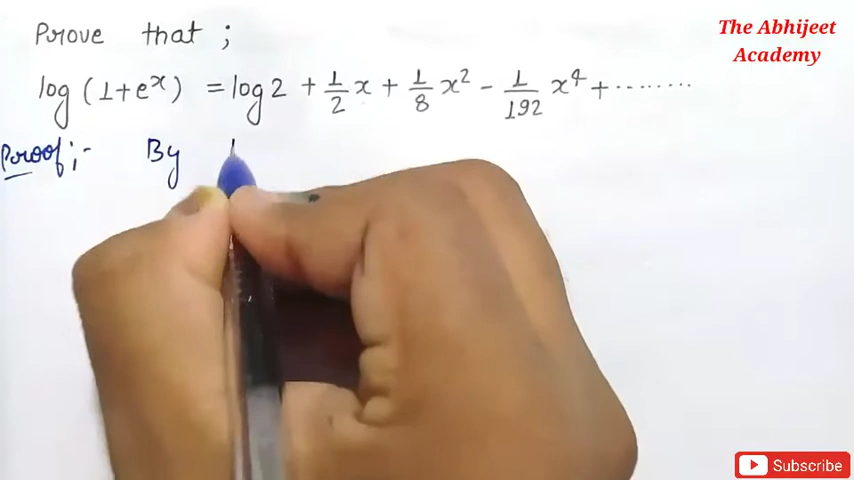 Prove that ;
log (1+e^x) = log 2 + 1/2 x + 1/8 x^2 - 1/192 x^4 + ........
Proof ;- By
The Abhijeet
Academy
Subscribe